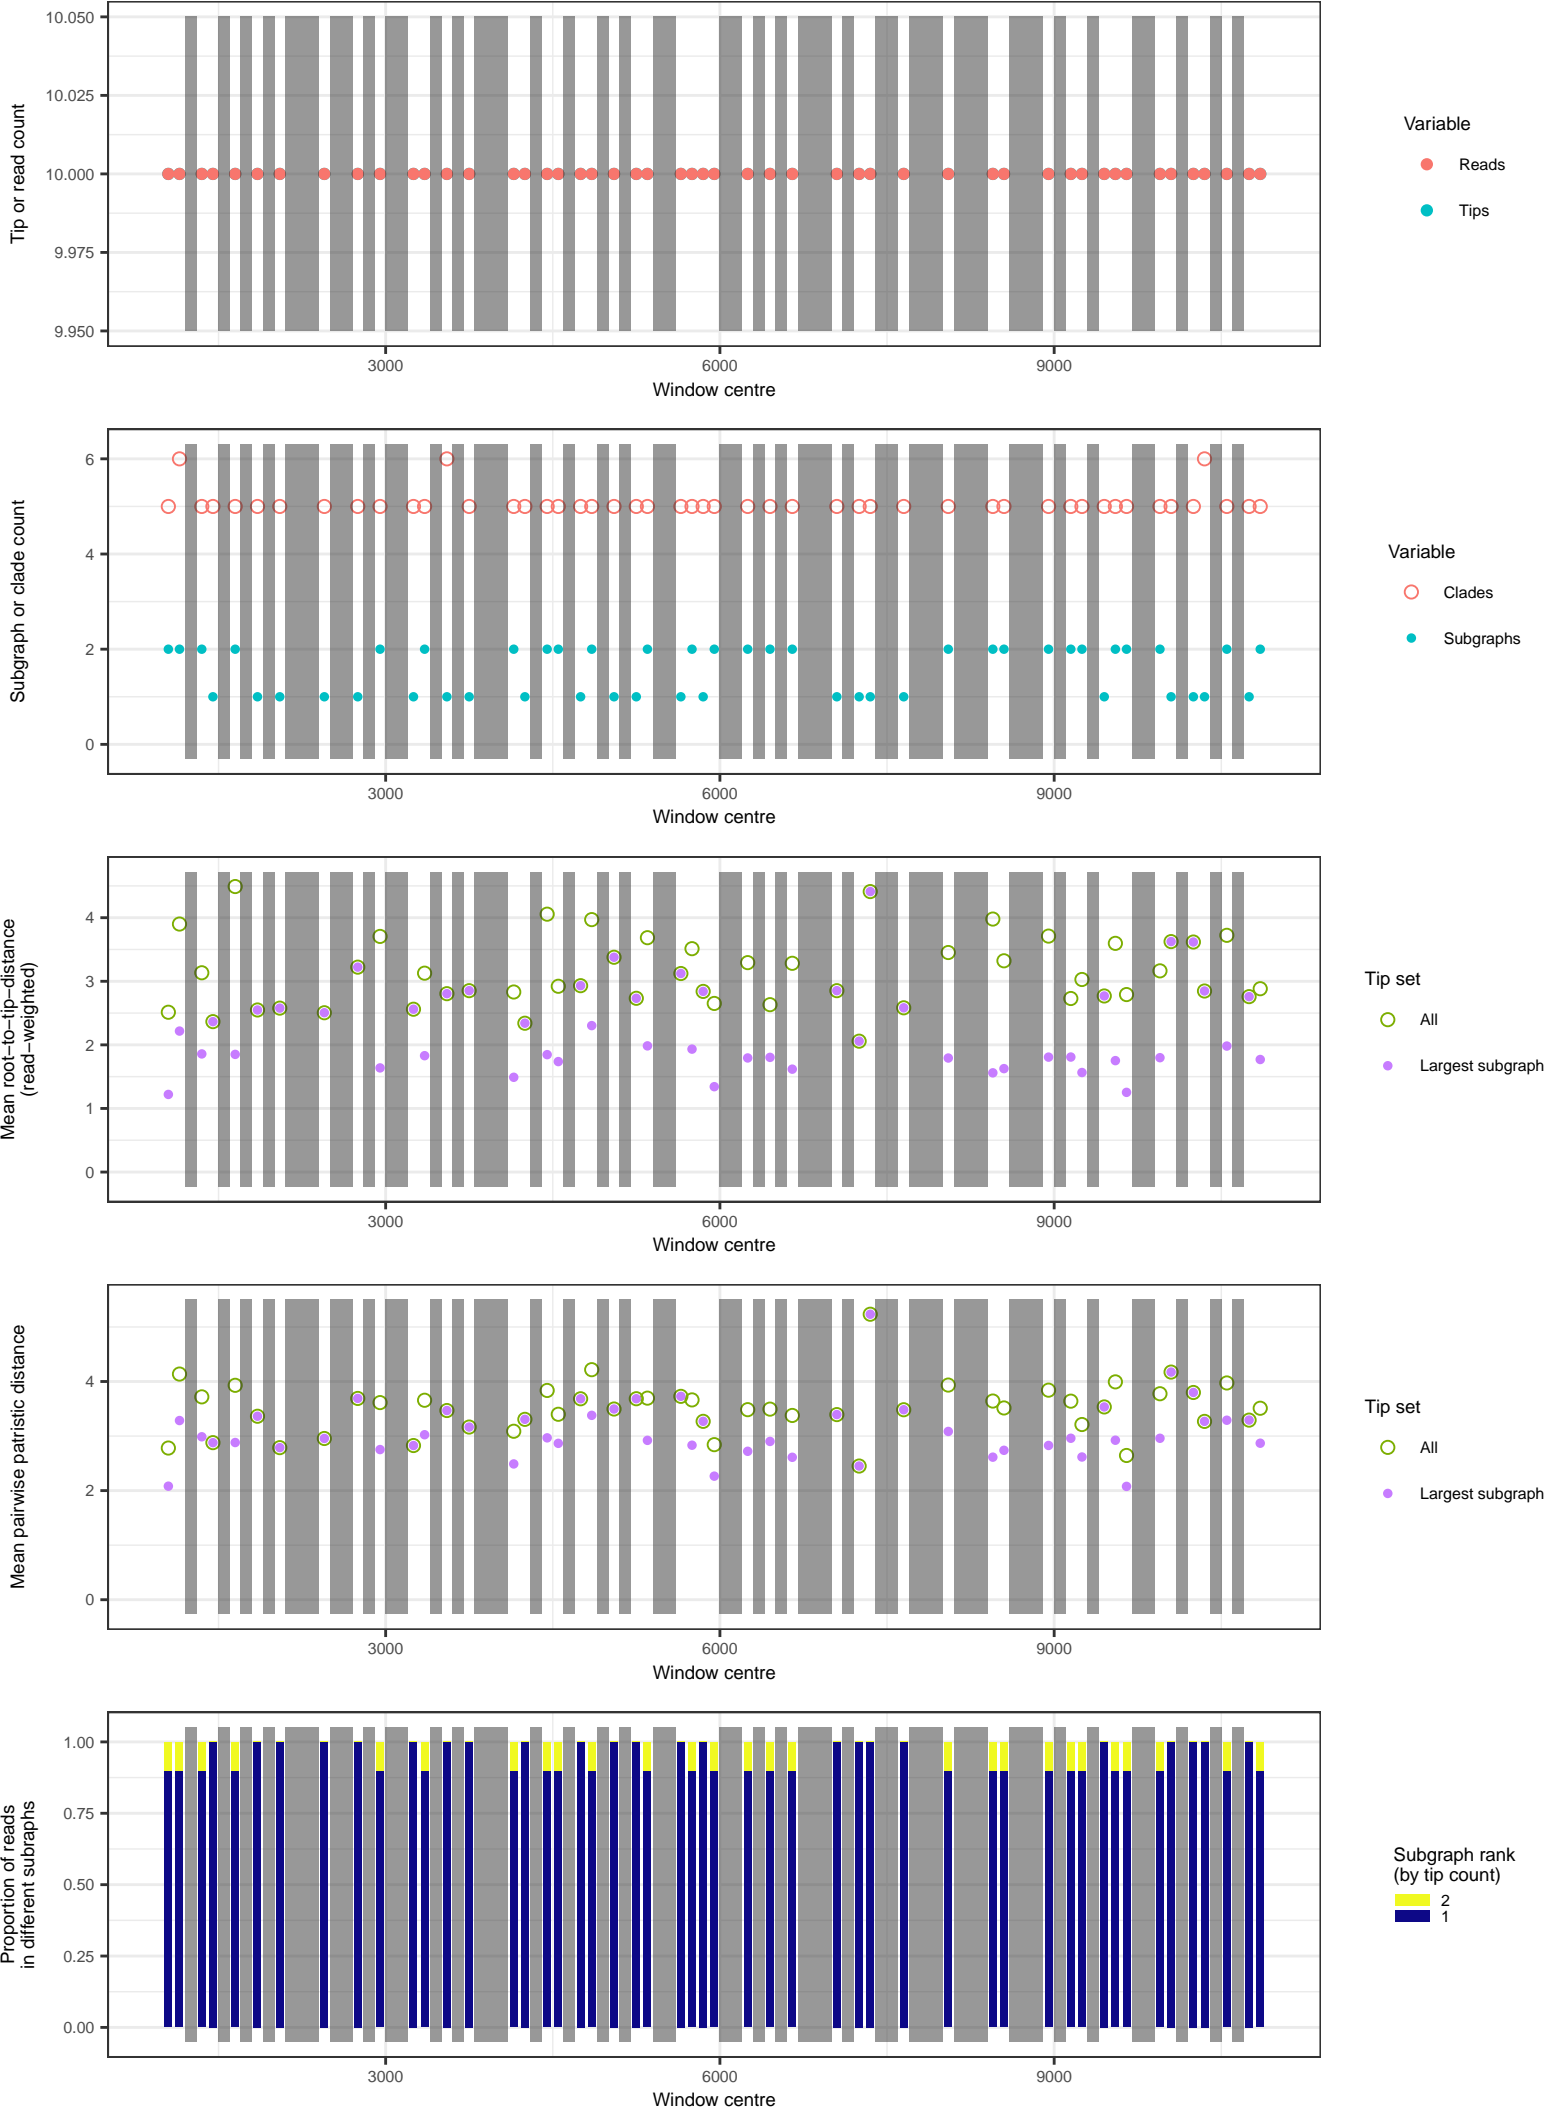 10.050
10.025
10.000
9.975
9.950
Tip or read count
3000
6000
9000
Window centre
Variable
Reads
Tips
6
4
2
0
Subgraph or clade count
3000
6000
9000
Window centre
Variable
Clades
Subgraphs
4
3
2
1
0
Mean root−to−tip−distance
(read−weighted)
3000
6000
9000
Window centre
Tip set
All
Largest subgraph
4
2
0
Mean pairwise patristic distance
3000
6000
9000
Window centre
Tip set
All
Largest subgraph
1.00
0.75
0.50
0.25
0.00
Proportion of reads
in different subraphs
3000
6000
9000
Window centre
Subgraph rank
(by tip count)
2
1